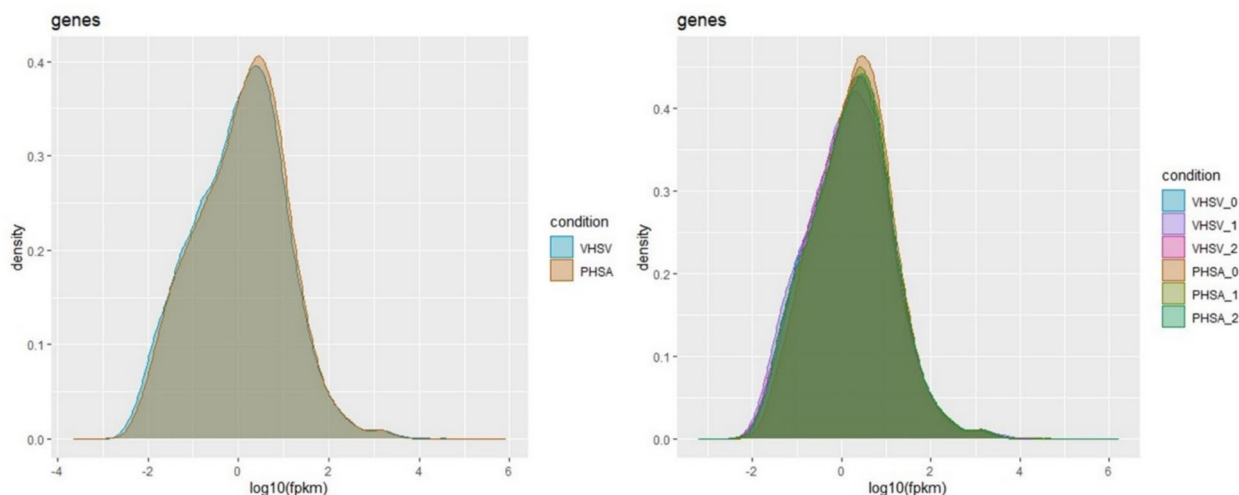 genes
0.4
0.3
0.2
0.1
0.0
density
-4
-2
0
2
4
6
log10(fpkm)
condition
VHSV
PHSA
genes
0.4
0.3
0.2
0.1
0.0
density
-2
0
2
4
6
log10(fpkm)
condition
VHSV_0
VHSV_1
VHSV_2
PHSA_0
PHSA_1
PHSA_2